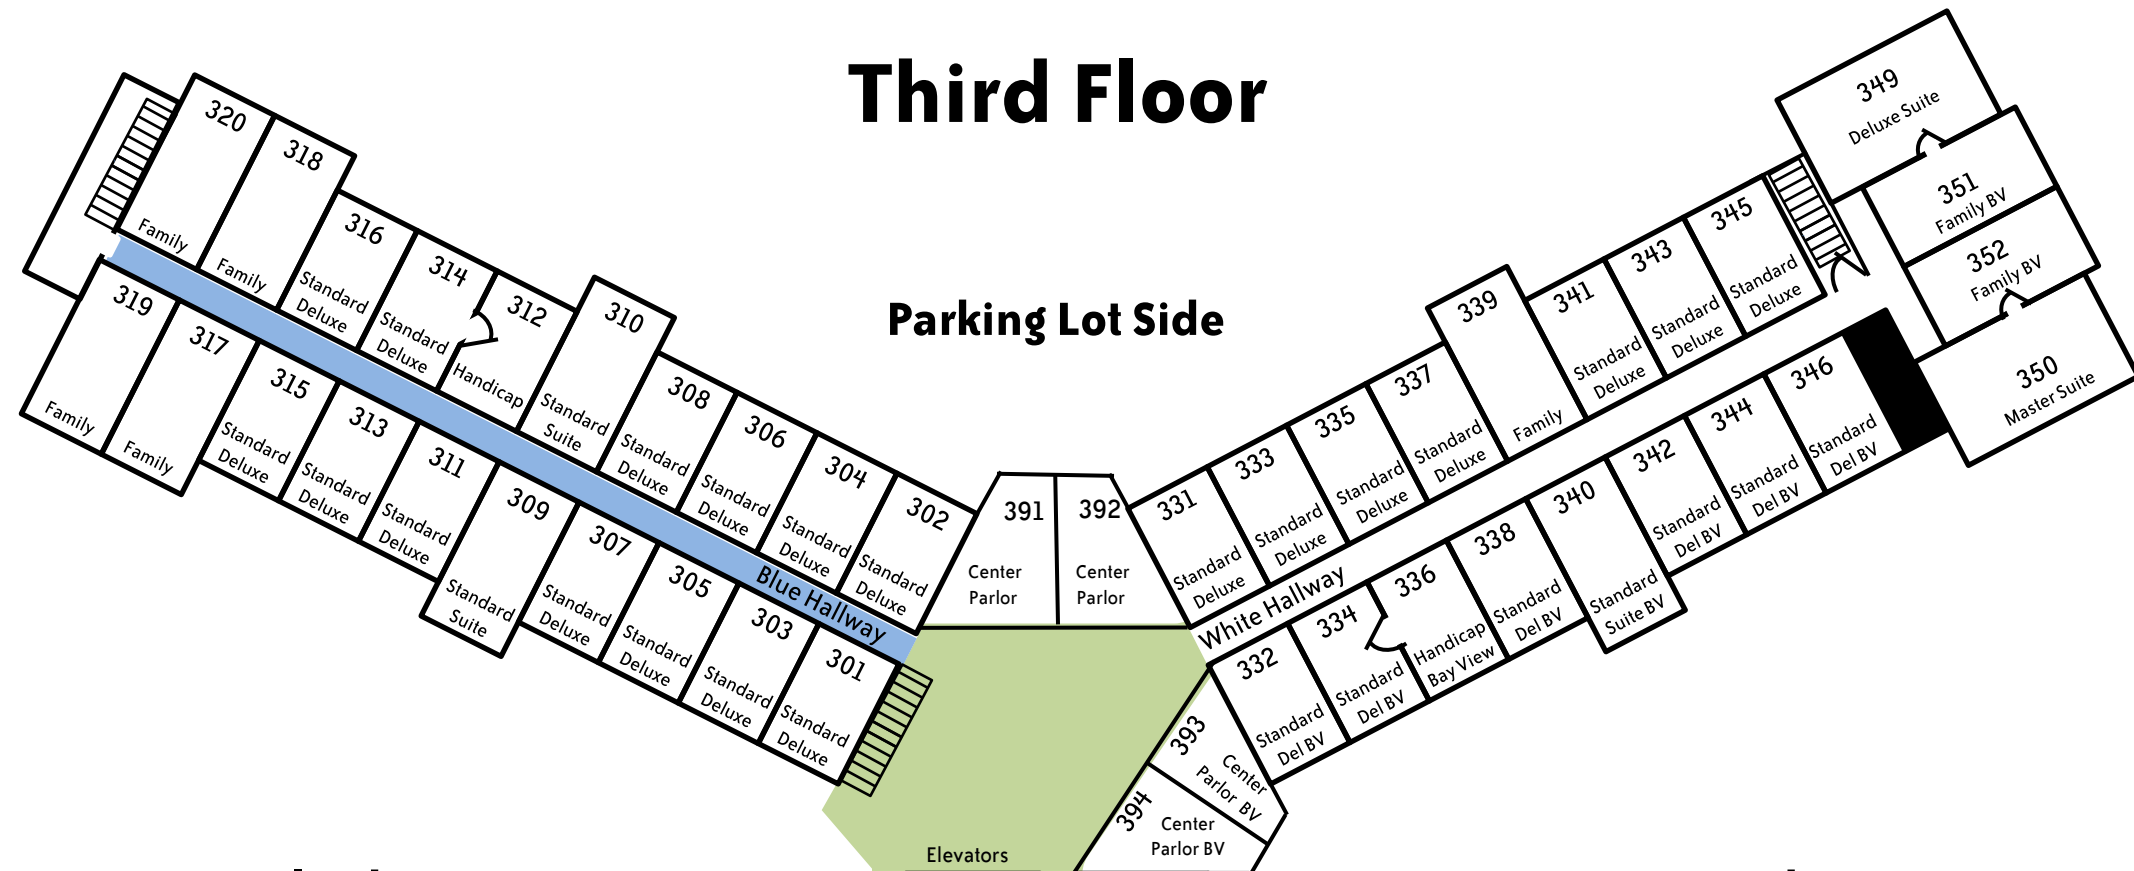 Third Floor
Parking Lot Side
320
Family
318
Family
316
Standard
Deluxe
314
Standard
Deluxe
312
Handicap
310
Standard
Suite
308
Standard
Deluxe
306
Standard
Deluxe
304
Standard
Deluxe
302
Standard
Deluxe
319
Family
317
Family
315
Standard
Deluxe
313
Standard
Deluxe
311
Standard
Deluxe
309
Standard
Suite
307
Standard
Deluxe
305
Standard
Deluxe
303
Standard
Deluxe
301
Standard
Deluxe
Blue Hallway
391
Center
Parlor
392
Center
Parlor
331
Standard
Deluxe
333
Standard
Deluxe
335
Standard
Deluxe
337
Standard
Deluxe
339
Family
341
Standard
Deluxe
343
Standard
Deluxe
345
Standard
Deluxe
349
Deluxe Suite
351
Family BV
352
Family BV
350
Master Suite
White Hallway
332
Standard
Del BV
334
Standard
Del BV
336
Handicap
Bay View
338
Standard
Del BV
340
Standard
Suite BV
342
Standard
Del BV
344
Standard
Del BV
346
Standard
Del BV
393
Center
Parlor BV
394
Center
Parlor BV
Elevators